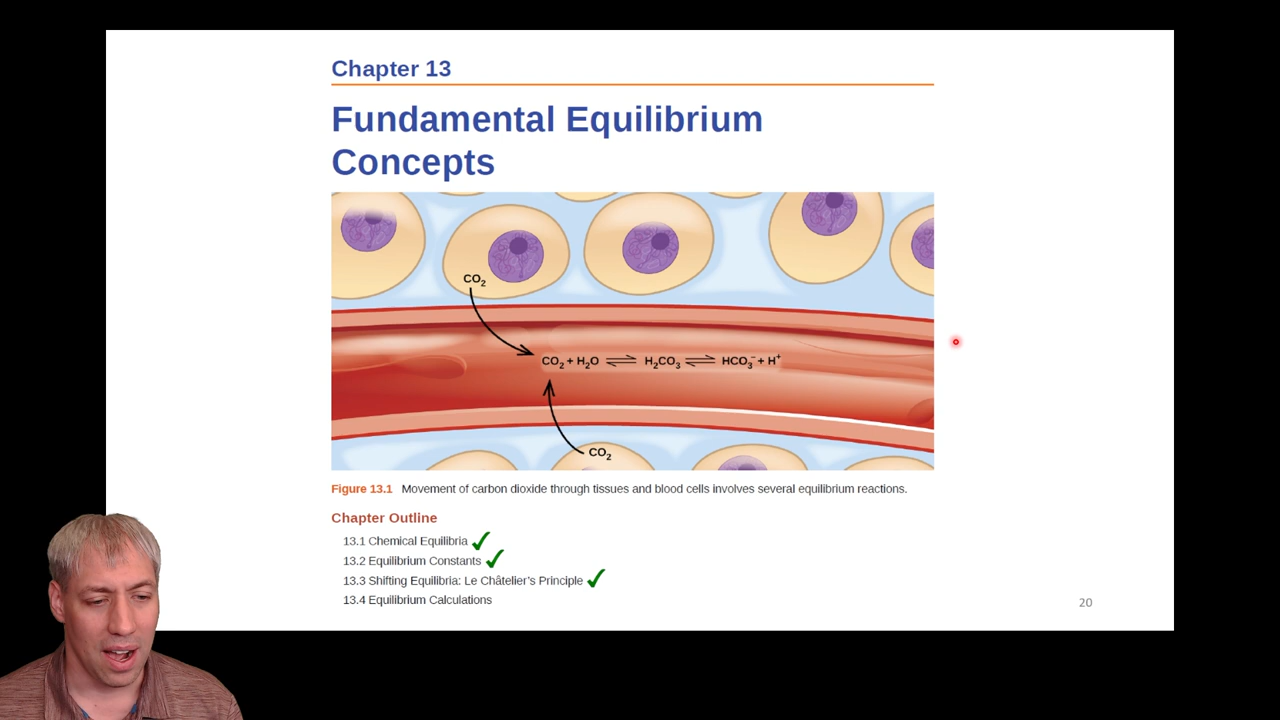 Chapter 13
Fundamental Equilibrium
Concepts
CO₂
CO₂ + H₂O ⇌ H₂CO₃ ⇌ HCO₃⁻ + H⁺
CO₂
Figure 13.1 Movement of carbon dioxide through tissues and blood cells involves several equilibrium reactions.
Chapter Outline
13.1 Chemical Equilibria
13.2 Equilibrium Constants
13.3 Shifting Equilibria: Le Châtelier’s Principle
13.4 Equilibrium Calculations
20